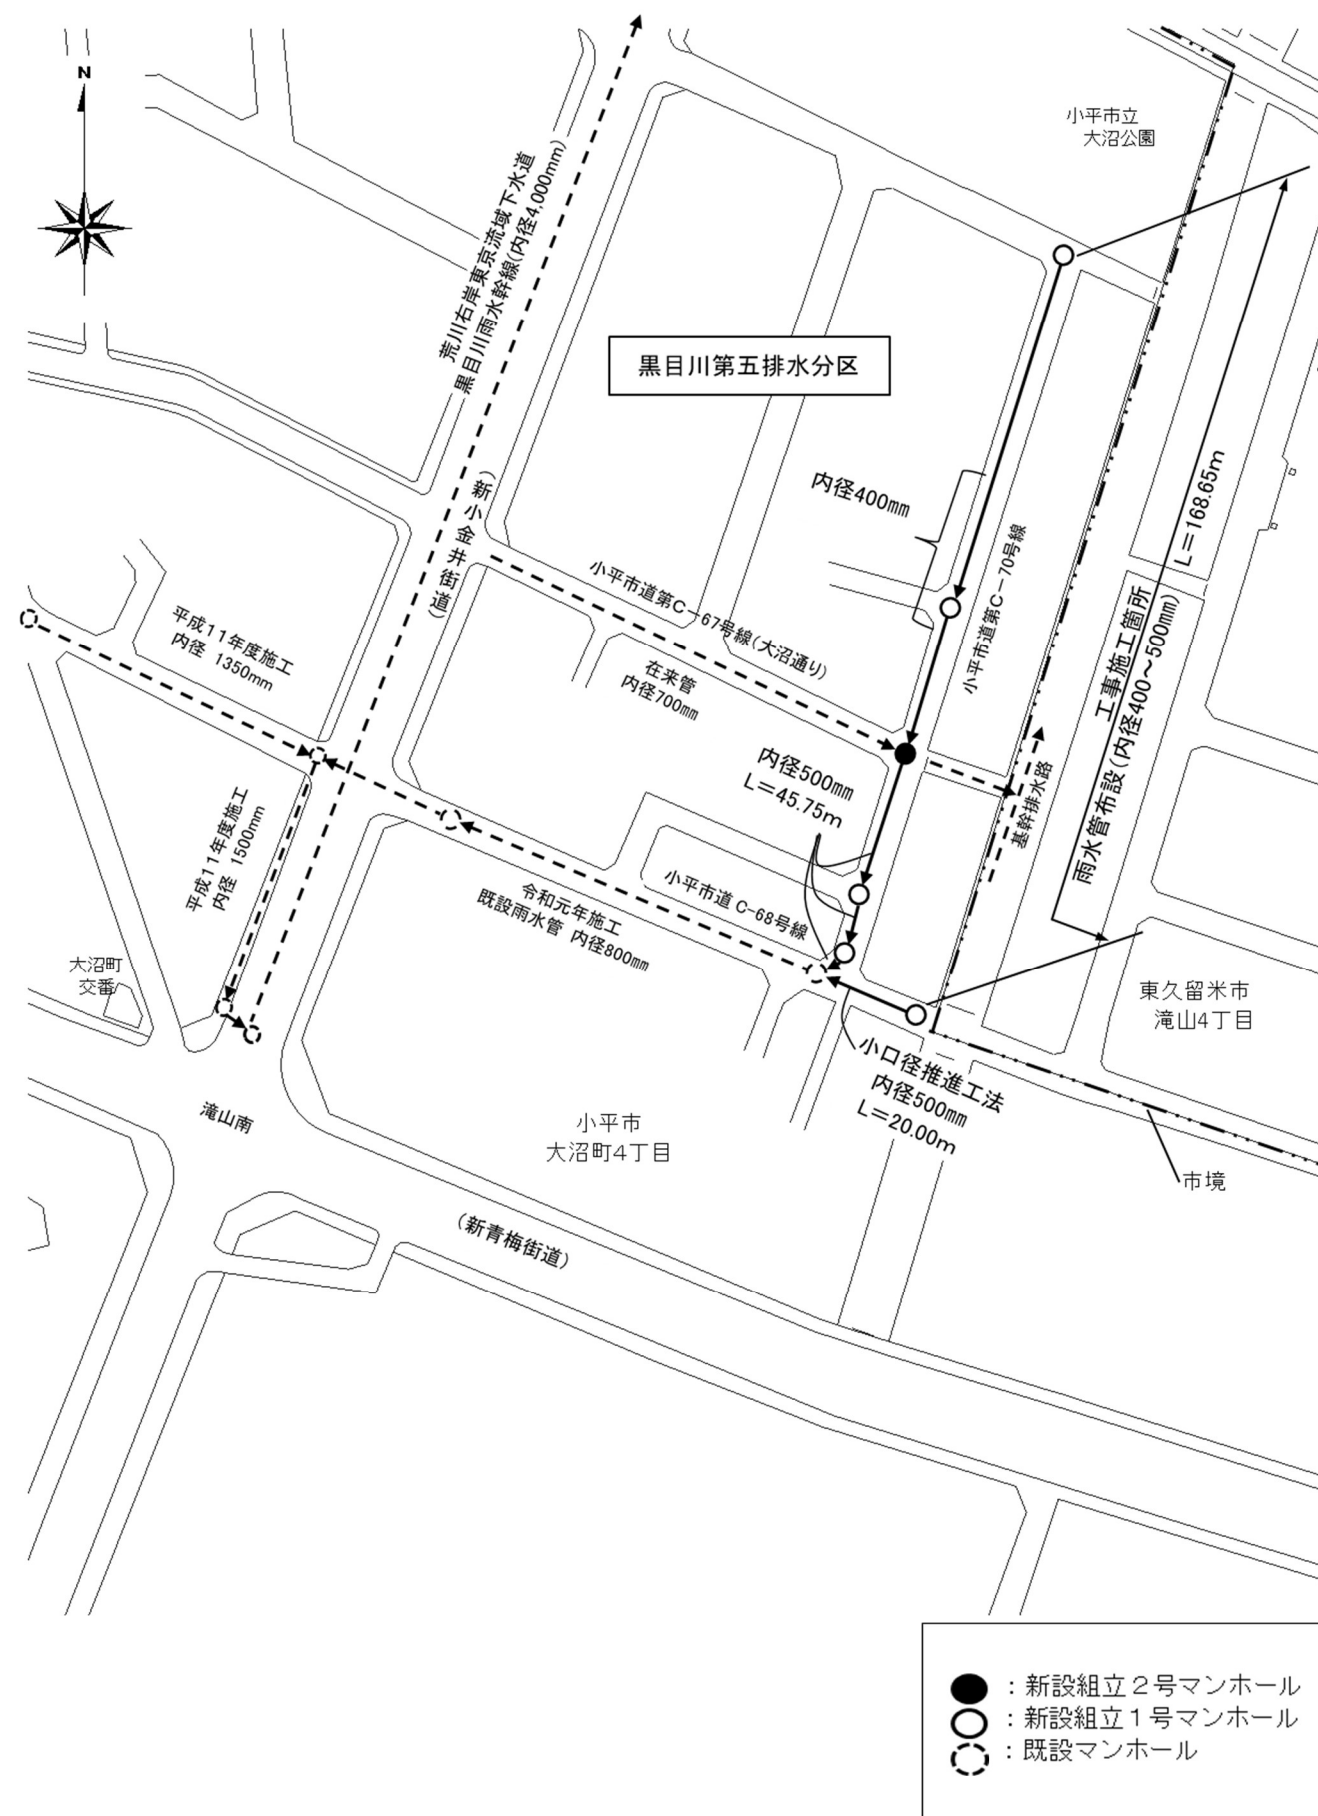 N
小平市立
大沼公園
荒川右岸東京流域下水道
黒目川雨水幹線(内径4,000mm)
黒目川第五排水分区
内径400㎜
L＝168.65m
(新小金井街道)
小平市道第C－67号線(大沼通り)
小平市道第C－70号線
平成11年度施工
内径 1350mm
在来管
内径700㎜
工事施工箇所
雨水管布設(内径400～500㎜)
内径500㎜
L＝45.75m
基幹排水路
平成11年度施工
内径 1500mm
小平市道 C-68号線
令和元年施工
既設雨水管 内径800㎜
大沼町
交番
東久留米市
滝山4丁目
小口径推進工法
内径500㎜
L＝20.00m
滝山南
小平市
大沼町4丁目
市境
(新青梅街道)
：新設組立２号マンホール
：新設組立１号マンホール
：既設マンホール